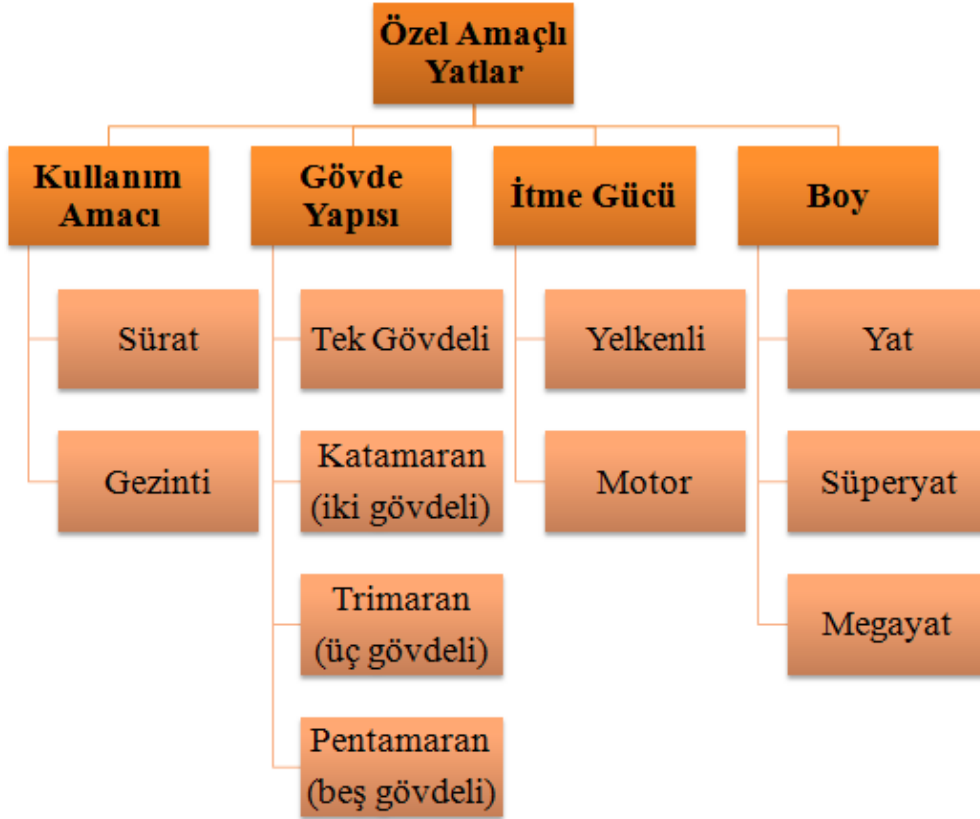 Özel Amaçlı
Yatlar
Kullanım
Amacı
Sürat
Gezinti
Gövde
Yapısı
Tek Gövdeli
Katamaran
(iki gövdeli)
Trimaran
(üç gövdeli)
Pentamaran
(beş gövdeli)
İtme Gücü
Yelkenli
Motor
Boy
Yat
Süperyat
Megayat